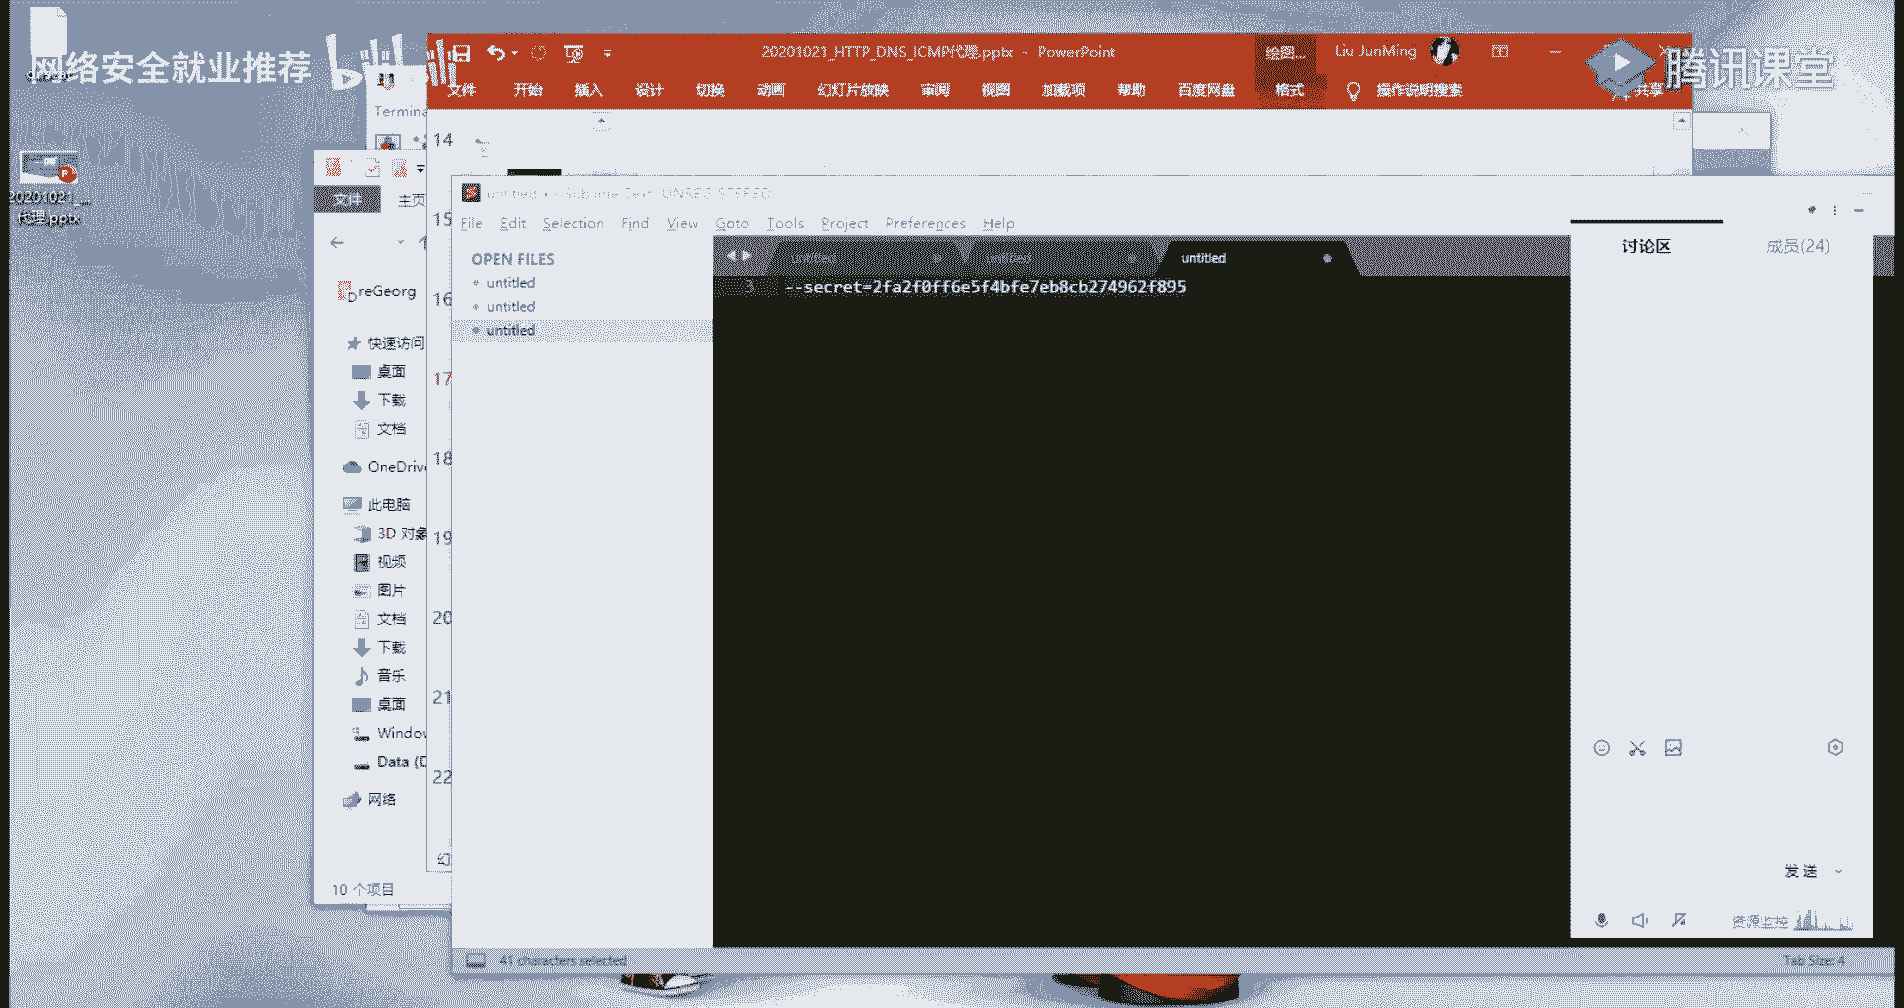 网络安全就业推荐
bilibili
20201021_HTTP_DNS_ICMP代理.pptx - PowerPoint
绘图...
Liu JunMing
腾讯课堂
文件 开始 插入 设计 切换 动画 幻灯片放映 审阅 视图 加载项 帮助 百度网盘 格式 操作说明搜索 共享
20201021_...
代理.pptx
14
15
16
17
18
19
20
21
22
文件
主页
reGeorg
快速访问
桌面
下载
文档
OneDrive
此电脑
3D 对象
视频
图片
文档
下载
音乐
桌面
Window
Data (D
网络
10 个项目
untitled • - Sublime Text (UNREGISTERED)
File Edit Selection Find View Goto Tools Project Preferences Help
OPEN FILES
untitled
untitled
untitled
untitled untitled untitled
3 --secret=2fa2f0ff6e5f4bfe7eb8cb274962f895
41 characters selected
Tab Size: 4
讨论区 成员(24)
发送
资源监控